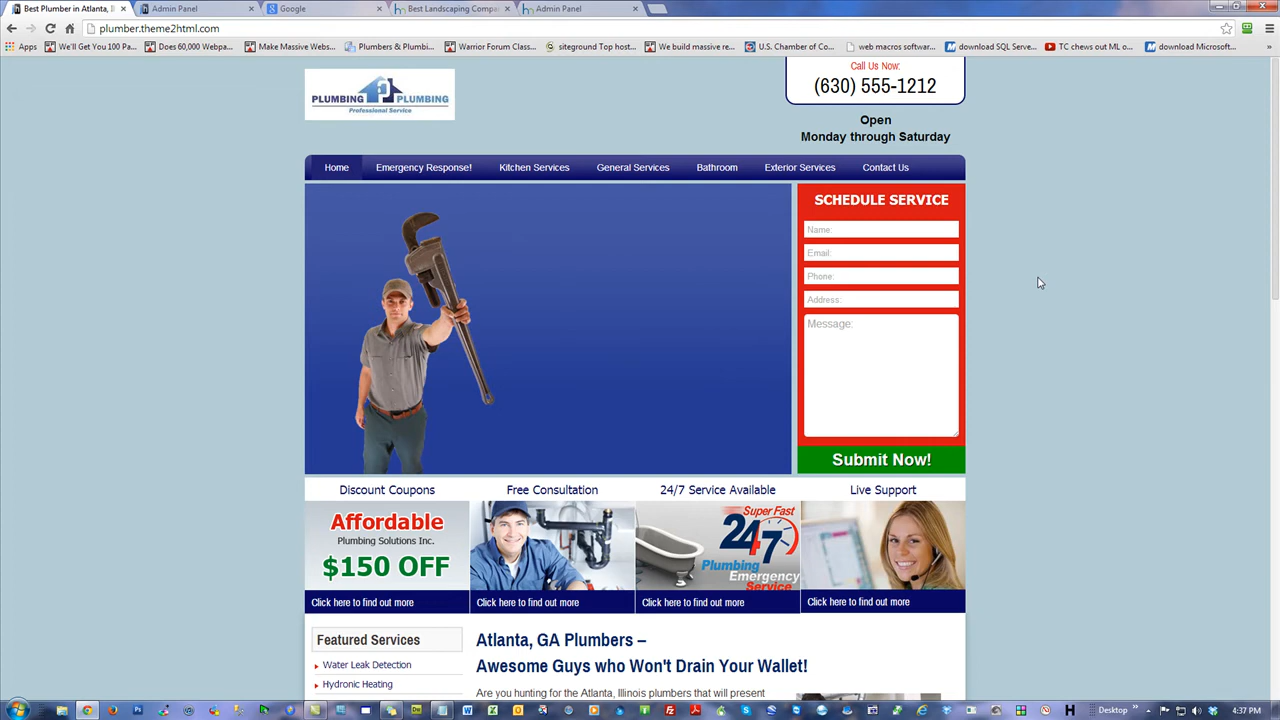 Best Plumber in Atlanta, I
Admin Panel
Google
Best Landscaping Compa
Admin Panel
plumber.theme2html.com
Apps
We'll Get You 100 Pa...
Does 60,000 Webpa...
Make Massive Webs...
Plumbers & Plumbi...
Warrior Forum Class...
siteground Top host...
We build massive re...
U.S. Chamber of Co...
web macros softwar...
download SQL Serve...
TC chews out ML o...
download Microsoft...
PLUMBING PLUMBING
Professional Service
Call Us Now:
(630) 555-1212
Open
Monday through Saturday
Home
Emergency Response!
Kitchen Services
General Services
Bathroom
Exterior Services
Contact Us
SCHEDULE SERVICE
Name:
Email:
Phone:
Address:
Message:
Submit Now!
Discount Coupons
Free Consultation
24/7 Service Available
Live Support
Affordable
Plumbing Solutions Inc.
$150 OFF
Super Fast
247
Plumbing
Emergency
Service
Click here to find out more
Click here to find out more
Click here to find out more
Click here to find out more
Featured Services
Water Leak Detection
Hydronic Heating
Atlanta, GA Plumbers –
Awesome Guys who Won't Drain Your Wallet!
Are you hunting for the Atlanta, Illinois plumbers that will present
Desktop
4:37 PM